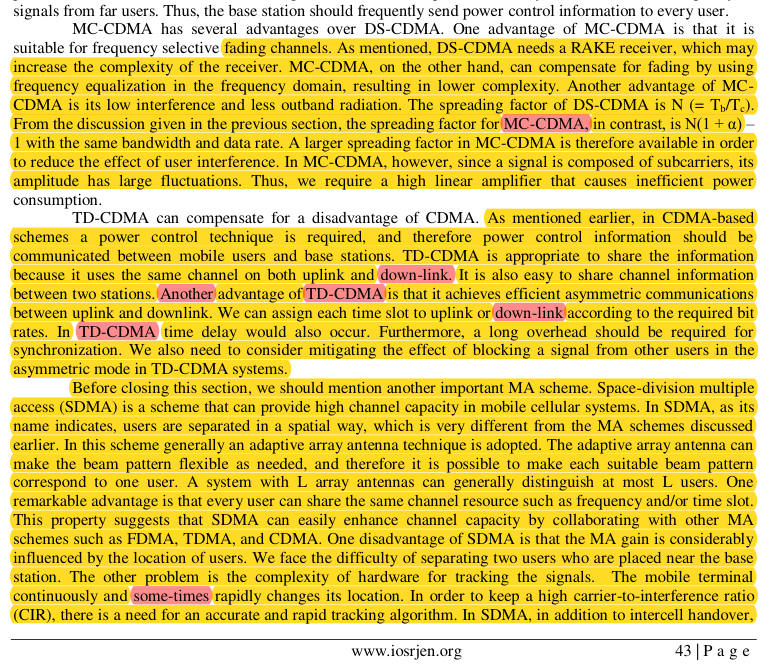 signals from far users. Thus, the base station should frequently send power control information to every user.
MC-CDMA has several advantages over DS-CDMA. One advantage of MC-CDMA is that it is
suitable for frequency selective fading channels. As mentioned, DS-CDMA needs a RAKE receiver, which may
increase the complexity of the receiver. MC-CDMA, on the other hand, can compensate for fading by using
frequency equalization in the frequency domain, resulting in lower complexity. Another advantage of MC-
CDMA is its low interference and less outband radiation. The spreading factor of DS-CDMA is N (= Tb/Tc).
From the discussion given in the previous section, the spreading factor for MC-CDMA, in contrast, is N(1 + α) –
1 with the same bandwidth and data rate. A larger spreading factor in MC-CDMA is therefore available in order
to reduce the effect of user interference. In MC-CDMA, however, since a signal is composed of subcarriers, its
amplitude has large fluctuations. Thus, we require a high linear amplifier that causes inefficient power
consumption.
TD-CDMA can compensate for a disadvantage of CDMA. As mentioned earlier, in CDMA-based
schemes a power control technique is required, and therefore power control information should be
communicated between mobile users and base stations. TD-CDMA is appropriate to share the information
because it uses the same channel on both uplink and down-link. It is also easy to share channel information
between two stations. Another advantage of TD-CDMA is that it achieves efficient asymmetric communications
between uplink and downlink. We can assign each time slot to uplink or down-link according to the required bit
rates. In TD-CDMA time delay would also occur. Furthermore, a long overhead should be required for
synchronization. We also need to consider mitigating the effect of blocking a signal from other users in the
asymmetric mode in TD-CDMA systems.
Before closing this section, we should mention another important MA scheme. Space-division multiple
access (SDMA) is a scheme that can provide high channel capacity in mobile cellular systems. In SDMA, as its
name indicates, users are separated in a spatial way, which is very different from the MA schemes discussed
earlier. In this scheme generally an adaptive array antenna technique is adopted. The adaptive array antenna can
make the beam pattern flexible as needed, and therefore it is possible to make each suitable beam pattern
correspond to one user. A system with L array antennas can generally distinguish at most L users. One
remarkable advantage is that every user can share the same channel resource such as frequency and/or time slot.
This property suggests that SDMA can easily enhance channel capacity by collaborating with other MA
schemes such as FDMA, TDMA, and CDMA. One disadvantage of SDMA is that the MA gain is considerably
influenced by the location of users. We face the difficulty of separating two users who are placed near the base
station. The other problem is the complexity of hardware for tracking the signals. The mobile terminal
continuously and some-times rapidly changes its location. In order to keep a high carrier-to-interference ratio
(CIR), there is a need for an accurate and rapid tracking algorithm. In SDMA, in addition to intercell handover,
www.iosrjen.org 43 | P a g e